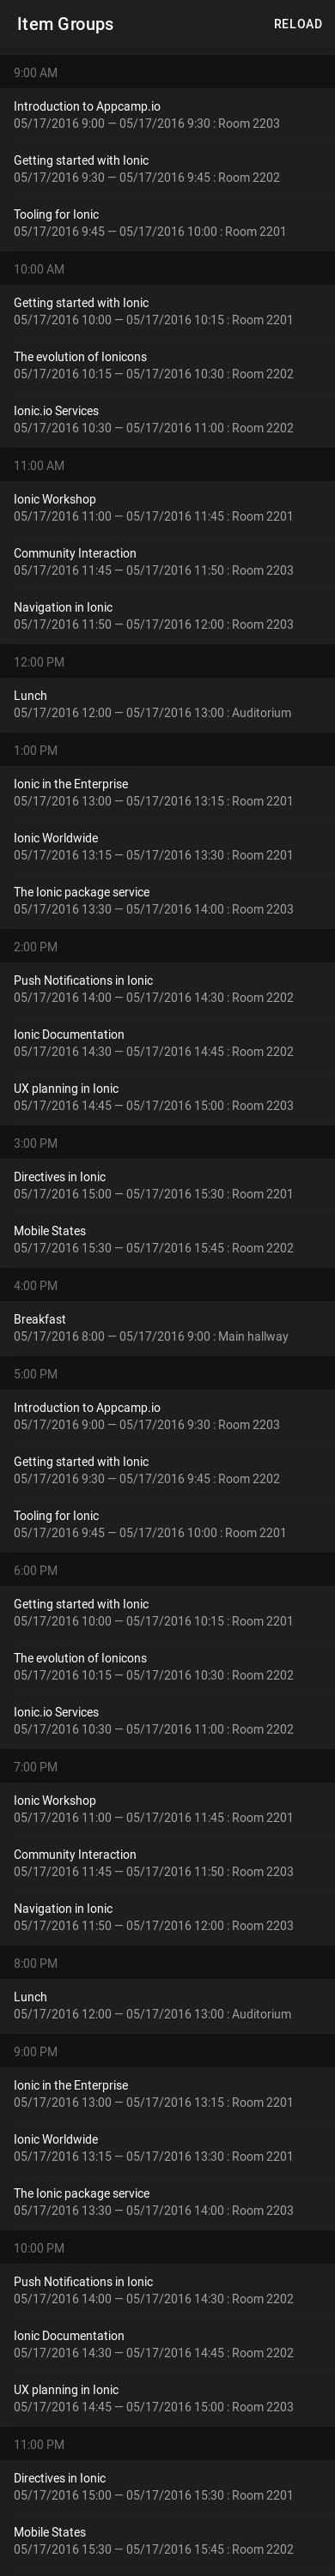 Item Groups RELOAD
9:00 AM
Introduction to Appcamp.io
05/17/2016 9:00 — 05/17/2016 9:30 : Room 2203
Getting started with Ionic
05/17/2016 9:30 — 05/17/2016 9:45 : Room 2202
Tooling for Ionic
05/17/2016 9:45 — 05/17/2016 10:00 : Room 2201
10:00 AM
Getting started with Ionic
05/17/2016 10:00 — 05/17/2016 10:15 : Room 2201
The evolution of Ionicons
05/17/2016 10:15 — 05/17/2016 10:30 : Room 2202
Ionic.io Services
05/17/2016 10:30 — 05/17/2016 11:00 : Room 2202
11:00 AM
Ionic Workshop
05/17/2016 11:00 — 05/17/2016 11:45 : Room 2201
Community Interaction
05/17/2016 11:45 — 05/17/2016 11:50 : Room 2203
Navigation in Ionic
05/17/2016 11:50 — 05/17/2016 12:00 : Room 2203
12:00 PM
Lunch
05/17/2016 12:00 — 05/17/2016 13:00 : Auditorium
1:00 PM
Ionic in the Enterprise
05/17/2016 13:00 — 05/17/2016 13:15 : Room 2201
Ionic Worldwide
05/17/2016 13:15 — 05/17/2016 13:30 : Room 2201
The Ionic package service
05/17/2016 13:30 — 05/17/2016 14:00 : Room 2203
2:00 PM
Push Notifications in Ionic
05/17/2016 14:00 — 05/17/2016 14:30 : Room 2202
Ionic Documentation
05/17/2016 14:30 — 05/17/2016 14:45 : Room 2202
UX planning in Ionic
05/17/2016 14:45 — 05/17/2016 15:00 : Room 2203
3:00 PM
Directives in Ionic
05/17/2016 15:00 — 05/17/2016 15:30 : Room 2201
Mobile States
05/17/2016 15:30 — 05/17/2016 15:45 : Room 2202
4:00 PM
Breakfast
05/17/2016 8:00 — 05/17/2016 9:00 : Main hallway
5:00 PM
Introduction to Appcamp.io
05/17/2016 9:00 — 05/17/2016 9:30 : Room 2203
Getting started with Ionic
05/17/2016 9:30 — 05/17/2016 9:45 : Room 2202
Tooling for Ionic
05/17/2016 9:45 — 05/17/2016 10:00 : Room 2201
6:00 PM
Getting started with Ionic
05/17/2016 10:00 — 05/17/2016 10:15 : Room 2201
The evolution of Ionicons
05/17/2016 10:15 — 05/17/2016 10:30 : Room 2202
Ionic.io Services
05/17/2016 10:30 — 05/17/2016 11:00 : Room 2202
7:00 PM
Ionic Workshop
05/17/2016 11:00 — 05/17/2016 11:45 : Room 2201
Community Interaction
05/17/2016 11:45 — 05/17/2016 11:50 : Room 2203
Navigation in Ionic
05/17/2016 11:50 — 05/17/2016 12:00 : Room 2203
8:00 PM
Lunch
05/17/2016 12:00 — 05/17/2016 13:00 : Auditorium
9:00 PM
Ionic in the Enterprise
05/17/2016 13:00 — 05/17/2016 13:15 : Room 2201
Ionic Worldwide
05/17/2016 13:15 — 05/17/2016 13:30 : Room 2201
The Ionic package service
05/17/2016 13:30 — 05/17/2016 14:00 : Room 2203
10:00 PM
Push Notifications in Ionic
05/17/2016 14:00 — 05/17/2016 14:30 : Room 2202
Ionic Documentation
05/17/2016 14:30 — 05/17/2016 14:45 : Room 2202
UX planning in Ionic
05/17/2016 14:45 — 05/17/2016 15:00 : Room 2203
11:00 PM
Directives in Ionic
05/17/2016 15:00 — 05/17/2016 15:30 : Room 2201
Mobile States
05/17/2016 15:30 — 05/17/2016 15:45 : Room 2202